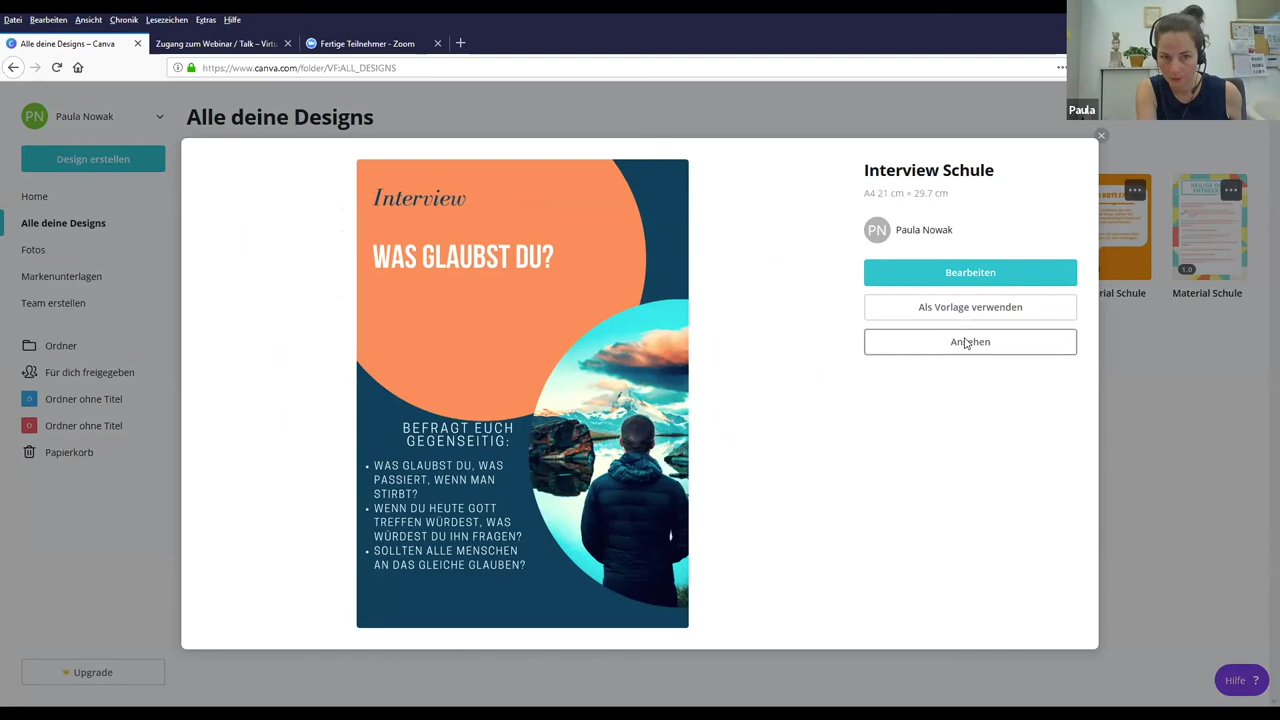 Datei Bearbeiten Ansicht Chronik Lesezeichen Extras Hilfe
Alle deine Designs – Canva
Zugang zum Webinar / Talk – Virtu
Fertige Teilnehmer - Zoom
https://www.canva.com/folder/VF:ALL_DESIGNS
Paula
PN
Paula Nowak
Alle deine Designs
Design erstellen
Home
Alle deine Designs
Fotos
Markenunterlagen
Team erstellen
Ordner
Für dich freigegeben
Ordner ohne Titel
Ordner ohne Titel
Papierkorb
Upgrade
Interview
WAS GLAUBST DU?
BEFRAGT EUCH
GEGENSEITIG:
• WAS GLAUBST DU, WAS
PASSIERT, WENN MAN
STIRBT?
• WENN DU HEUTE GOTT
TREFFEN WÜRDEST, WAS
WÜRDEST DU IHN FRAGEN?
• SOLLTEN ALLE MENSCHEN
AN DAS GLEICHE GLAUBEN?
Interview Schule
A4 21 cm × 29.7 cm
PN
Paula Nowak
Bearbeiten
Als Vorlage verwenden
Ansehen
1.0
rial Schule
Material Schule
Hilfe ?